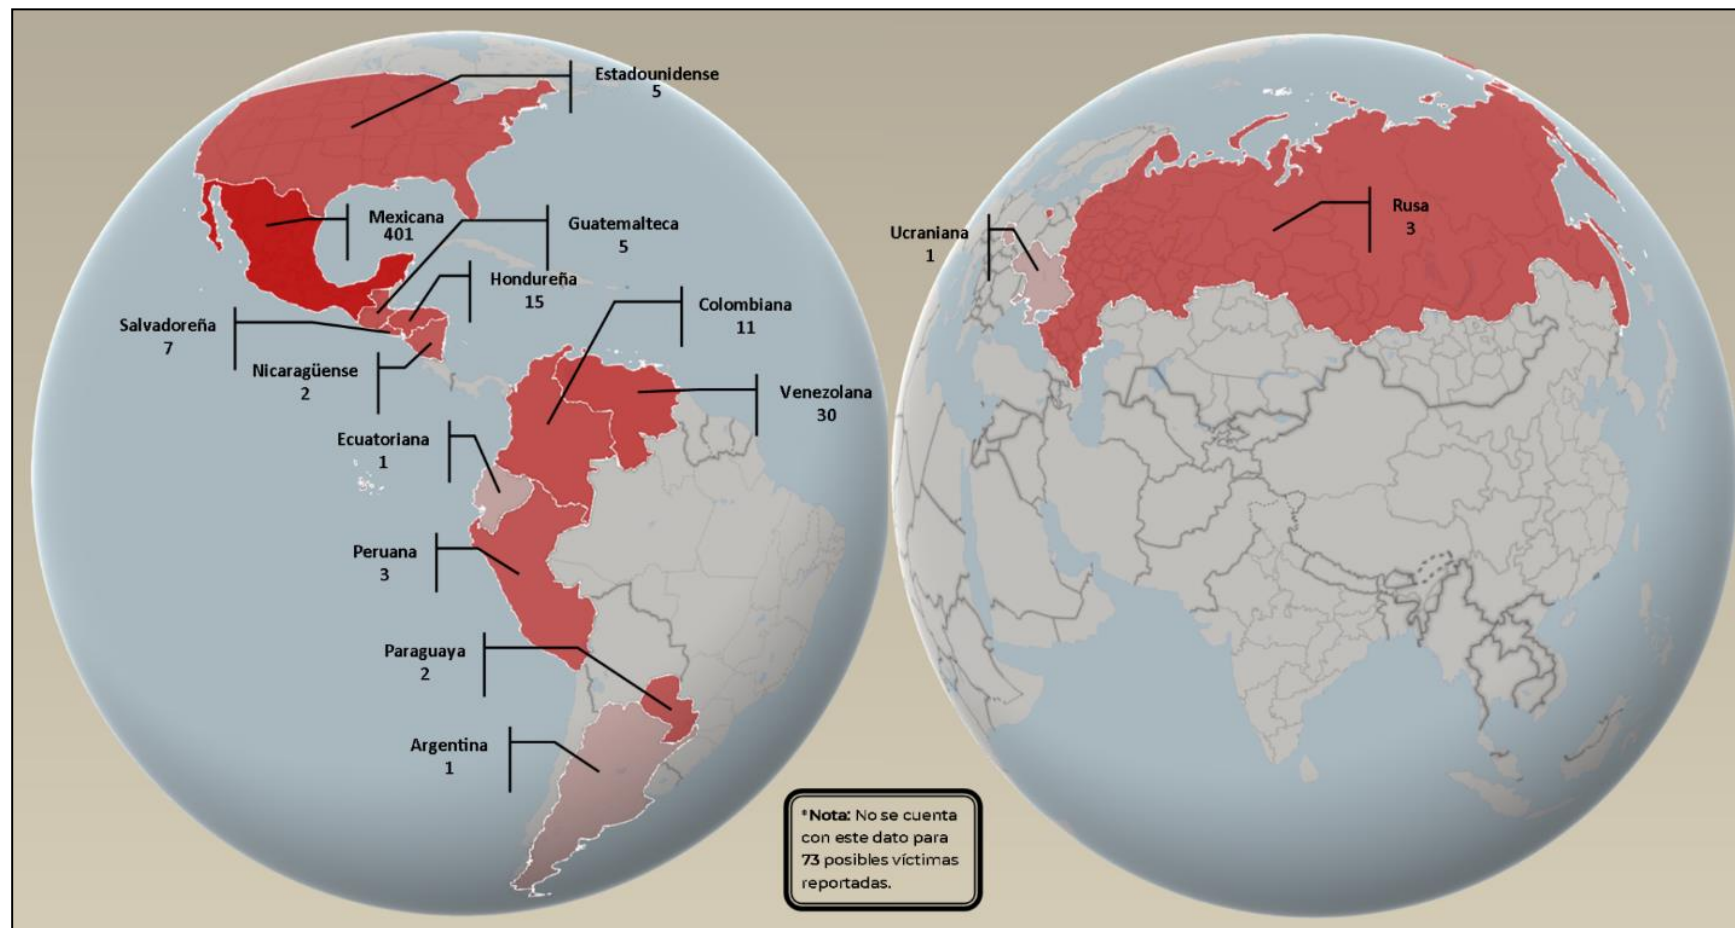 Estadounidense
5
Mexicana
401
Guatemalteca
5
Hondureña
15
Colombiana
11
Salvadoreña
7
Nicaragüense
2
Venezolana
30
Ecuatoriana
1
Peruana
3
Paraguaya
2
Argentina
1
Ucraniana
1
Rusa
3
*Nota: No se cuenta
con este dato para
73 posibles víctimas
reportadas.